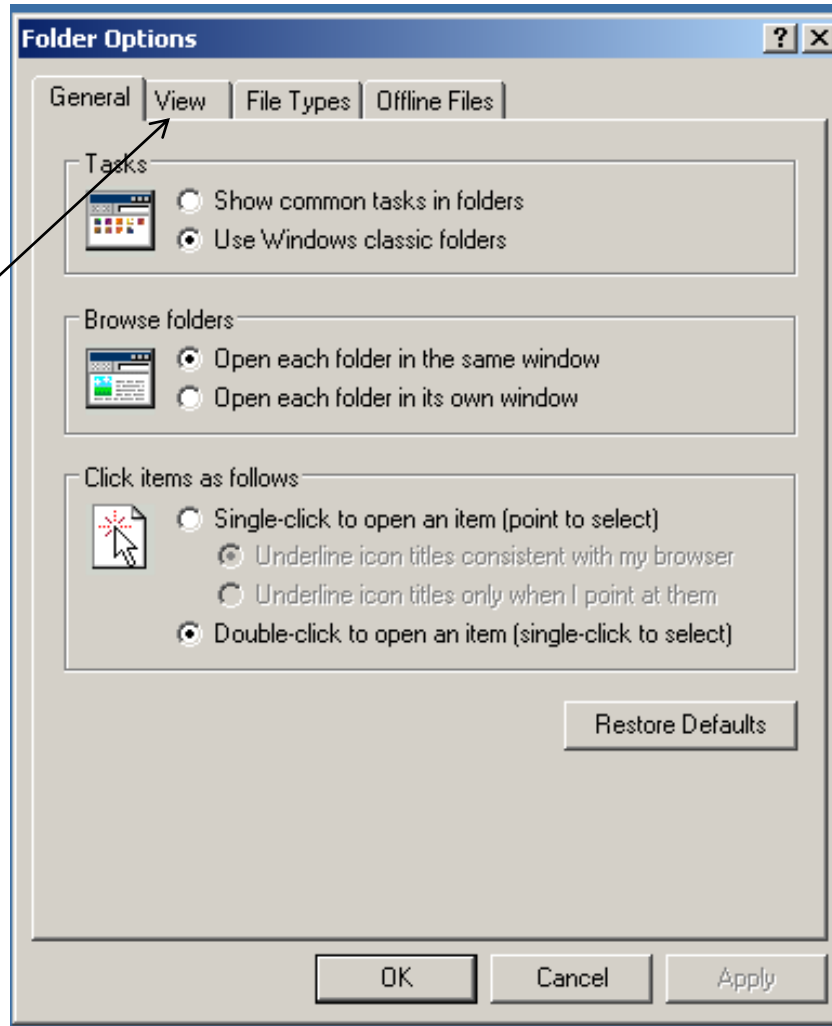 Folder Options
General View File Types Offline Files
Tasks
Show common tasks in folders
Use Windows classic folders
Browse folders
Open each folder in the same window
Open each folder in its own window
Click items as follows
Single-click to open an item (point to select)
Underline icon titles consistent with my browser
Underline icon titles only when I point at them
Double-click to open an item (single-click to select)
Restore Defaults
OK Cancel Apply